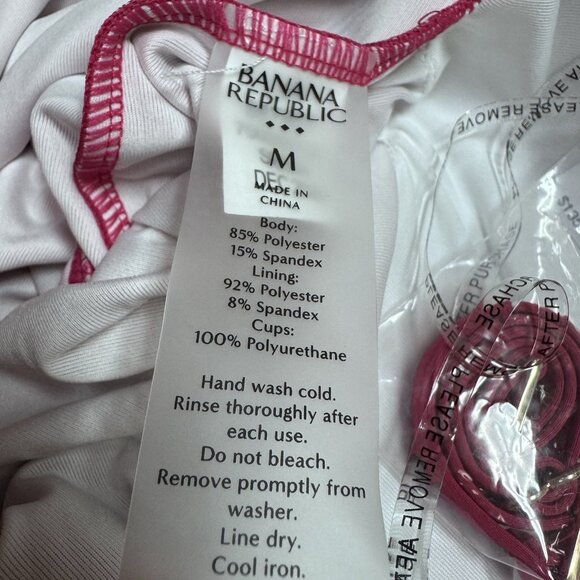 BANANA
REPUBLIC
M
MADE IN
CHINA
Body:
85% Polyester
15% Spandex
Lining:
92% Polyester
8% Spandex
Cups:
100% Polyurethane
Hand wash cold.
Rinse thoroughly after
each use.
Do not bleach.
Remove promptly from
washer.
Line dry.
Cool iron.
EASE REMOVE
PLEASE REMOVE
AFTER PURCHASE
AFTER